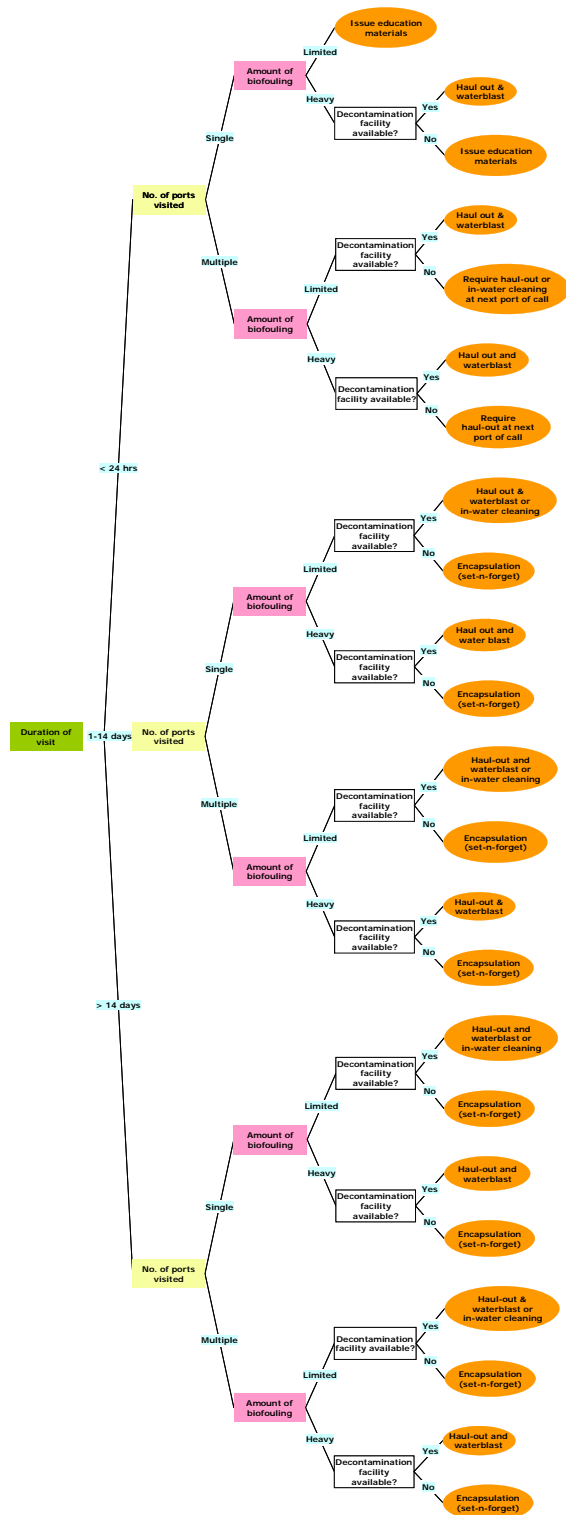 Issue education
materials
Limited
Amount of
biofouling
Heavy
Haul out &
waterblast
Yes
Decontamination
facility
available?
No
Issue education
materials
Single
No. of ports
visited
Multiple
Haul out &
waterblast
Yes
Decontamination
facility
available?
No
Require haul-out or
in-water cleaning
at next port of call
Limited
Amount of
biofouling
Heavy
Haul out and
waterblast
Yes
Decontamination
facility available?
No
Require
haul-out at next
port of call
< 24 hrs
Haul out &
waterblast or
in-water cleaning
Yes
Decontamination
facility
available?
No
Encapsulation
(set-n-forget)
Limited
Amount of
biofouling
Heavy
Haul out and
water blast
Yes
Decontamination
facility
available?
No
Encapsulation
(set-n-forget)
Single
Duration of
visit
1-14 days
No. of ports
visited
Multiple
Haul-out and
waterblast or
in-water cleaning
Yes
Decontamination
facility
available?
No
Encapsulation
(set-n-forget)
Limited
Amount of
biofouling
Heavy
Haul-out &
waterblast
Yes
Decontamination
facility
available?
No
Encapsulation
(set-n-forget)
> 14 days
Haul-out and
waterblast or
in-water cleaning
Yes
Decontamination
facility
available?
No
Encapsulation
(set-n-forget)
Limited
Amount of
biofouling
Heavy
Haul-out and
waterblast
Yes
Decontamination
facility
available?
No
Encapsulation
(set-n-forget)
Single
No. of ports
visited
Multiple
Haul-out &
waterblast or
in-water cleaning
Yes
Decontamination
facility available?
No
Encapsulation
(set-n-forget)
Limited
Amount of
biofouling
Heavy
Haul-out and
waterblast
Yes
Decontamination
facility
available?
No
Encapsulation
(set-n-forget)